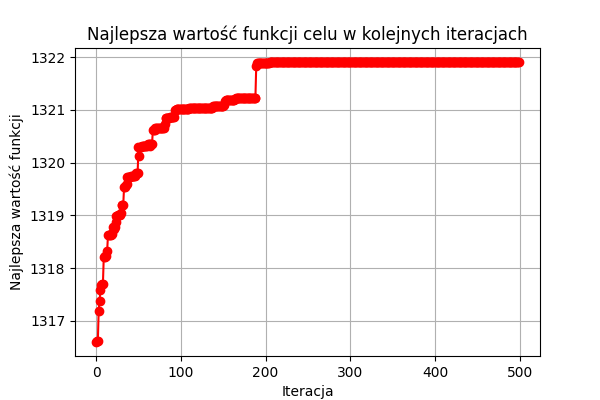 Najlepsza wartość funkcji celu w kolejnych iteracjach
1322
1321
1320
1319
1318
1317
Najlepsza wartość funkcji
0 100 200 300 400 500
Iteracja